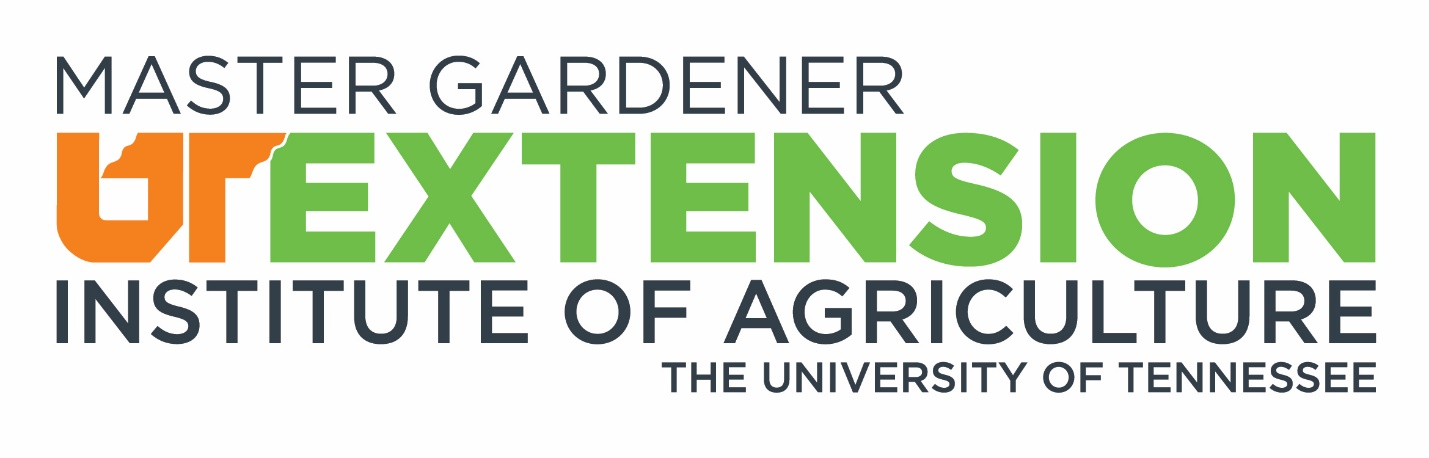 MASTER GARDENER
UTEXTENSION
INSTITUTE OF AGRICULTURE
THE UNIVERSITY OF TENNESSEE